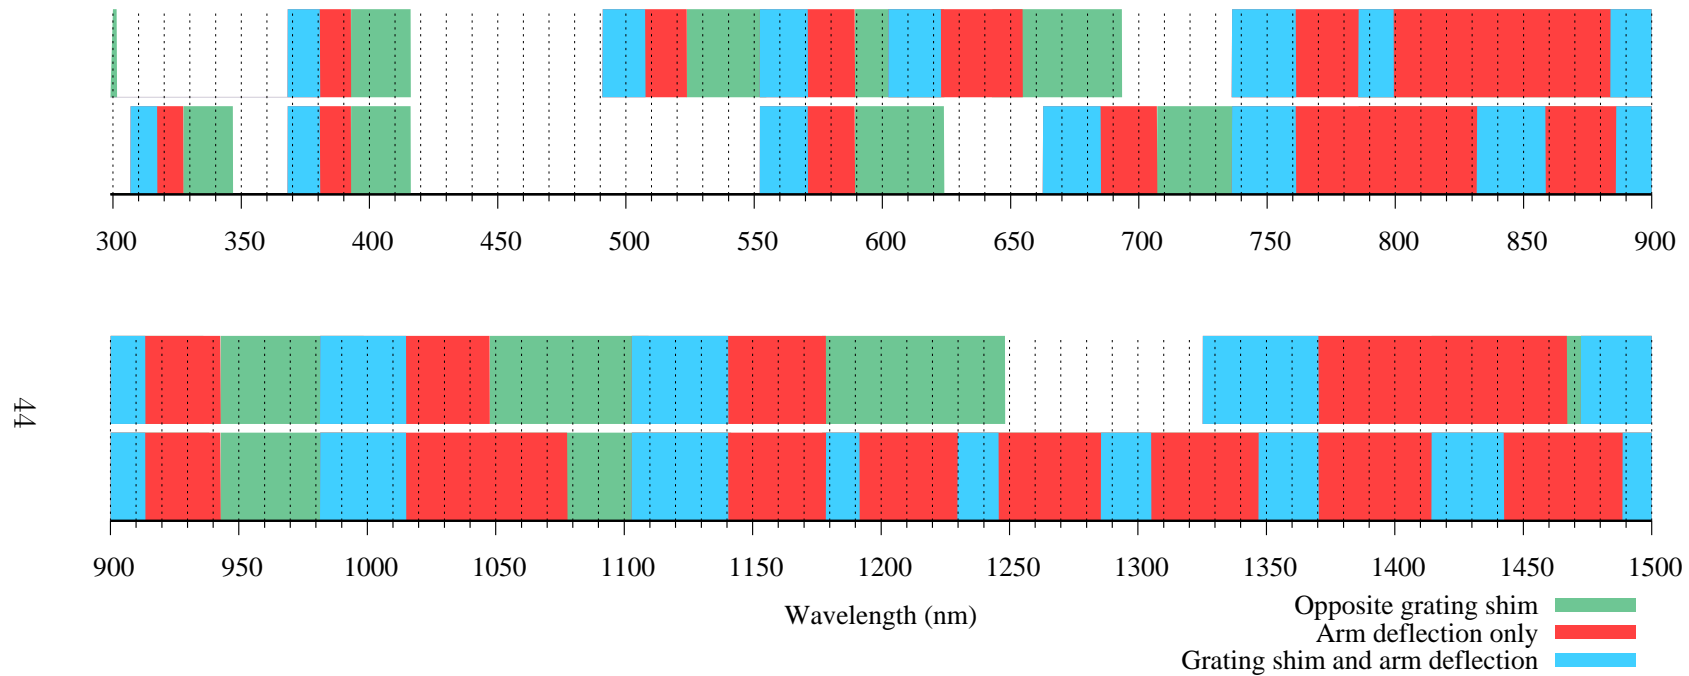 300 350 400 450 500 550 600 650 700 750 800 850 900
44
900 950 1000 1050 1100 1150 1200 1250 1300 1350 1400 1450 1500
Wavelength (nm)
Opposite grating shim
Arm deflection only
Grating shim and arm deflection